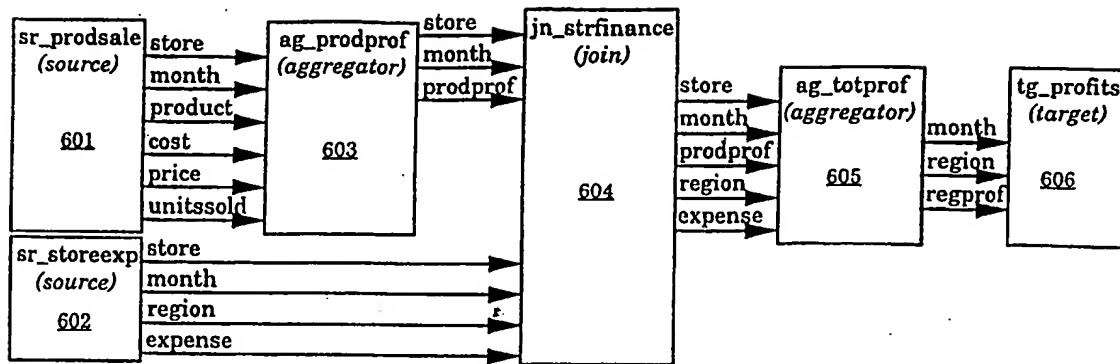 sr_prodsale
(source)
601
store
month
product
cost
price
unitssold
ag_prodprof
(aggregator)
603
store
month
prodprof
jn_strfinance
(join)
604
sr_storeexp
(source)
602
store
month
region
expense
store
month
prodprof
region
expense
ag_totprof
(aggregator)
605
month
region
regprof
tg_profits
(target)
606